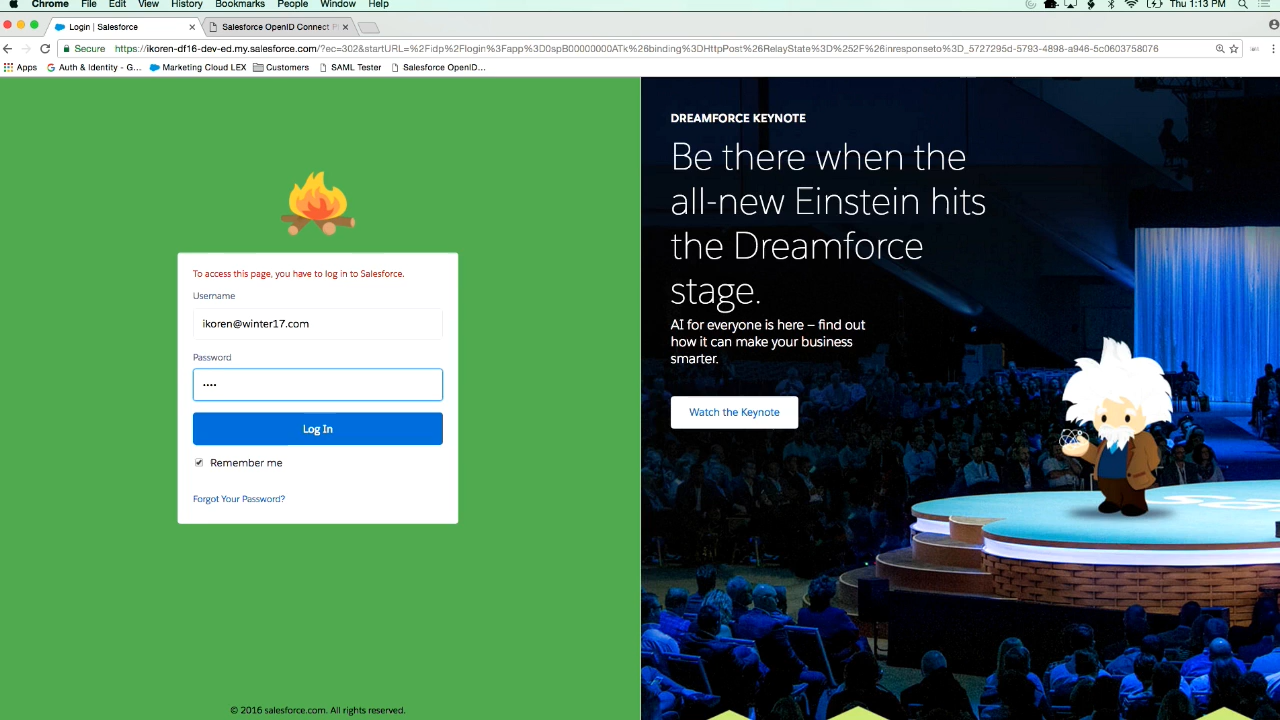 Chrome File Edit View History Bookmarks People Window Help Thu 1:13 PM
Login | Salesforce
Salesforce OpenID Connect
Secure https://ikoren-df16-dev-ed.my.salesforce.com/?ec=302&startURL=%2Fidp%2Flogin%3Fapp%3D0spB00000000ATk%26binding%3DHttpPost%26RelayState%3D%252F%26inresponseto%3D_5727295d-5793-4898-a946-5c0603758076
Apps Auth & Identity - G... Marketing Cloud LEX Customers SAML Tester Salesforce OpenID...
To access this page, you have to log in to Salesforce.
Username
ikoren@winter17.com
Password
....
Log In
Remember me
Forgot Your Password?
© 2016 salesforce.com. All rights reserved.
DREAMFORCE KEYNOTE
Be there when the
all-new Einstein hits
the Dreamforce
stage.
AI for everyone is here – find out
how it can make your business
smarter.
Watch the Keynote